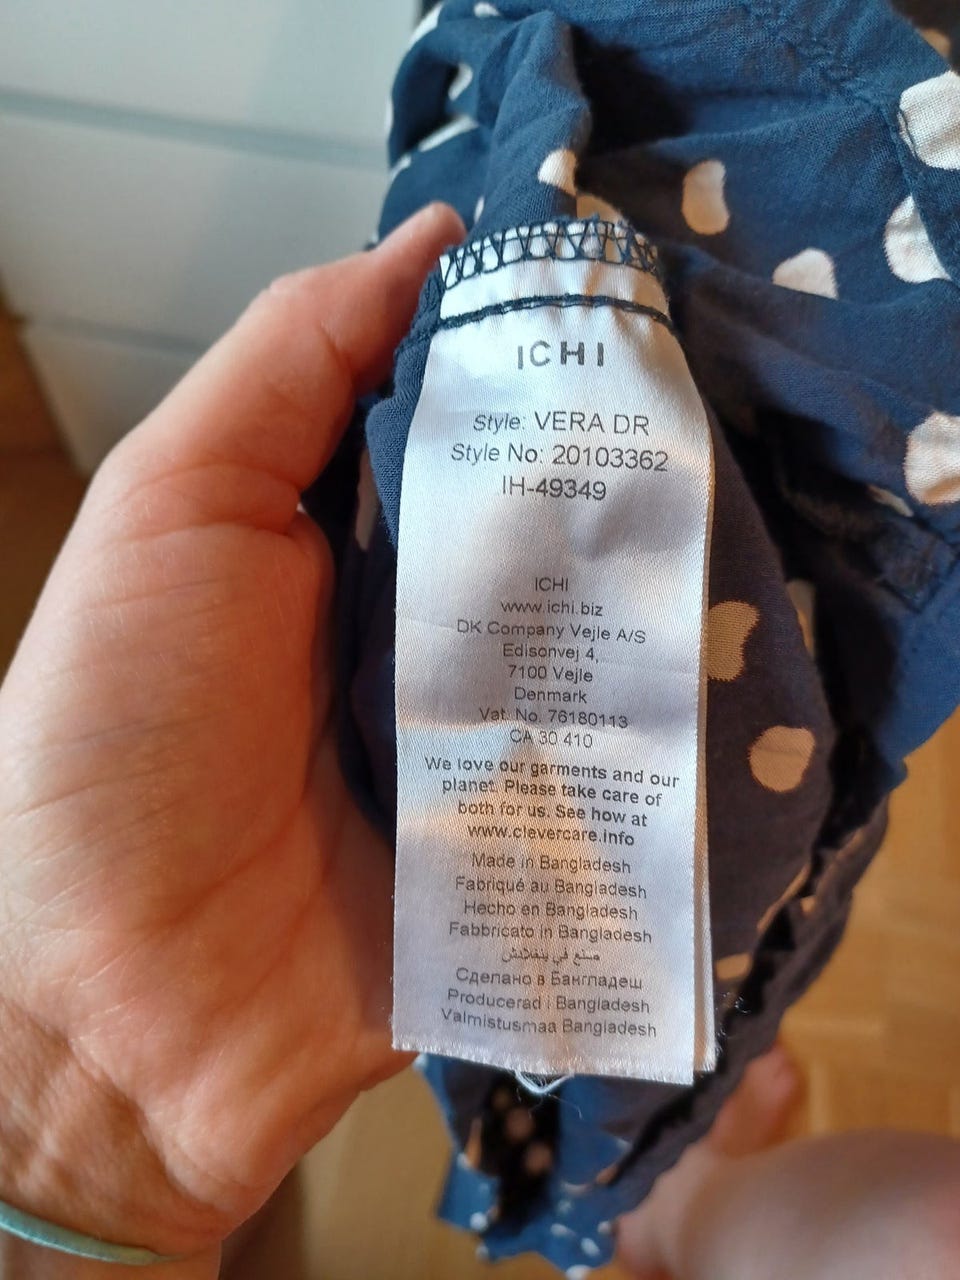 ICHI
Style: VERA DR
Style No: 20103362
IH-49349
ICHI
www.ichi.biz
DK Company Vejle A/S
Edisonvej 4,
7100 Vejle
Denmark
Vat. No. 76180113
CA 30 410
We love our garments and our
planet. Please take care of
both for us. See how at
www.clevercare.info
Made in Bangladesh
Fabriqué au Bangladesh
Hecho en Bangladesh
Fabbricato in Bangladesh
صنع في بنغلاديش
Сделано в Бангладеш
Producerad i Bangladesh
Valmistusmaa Bangladesh